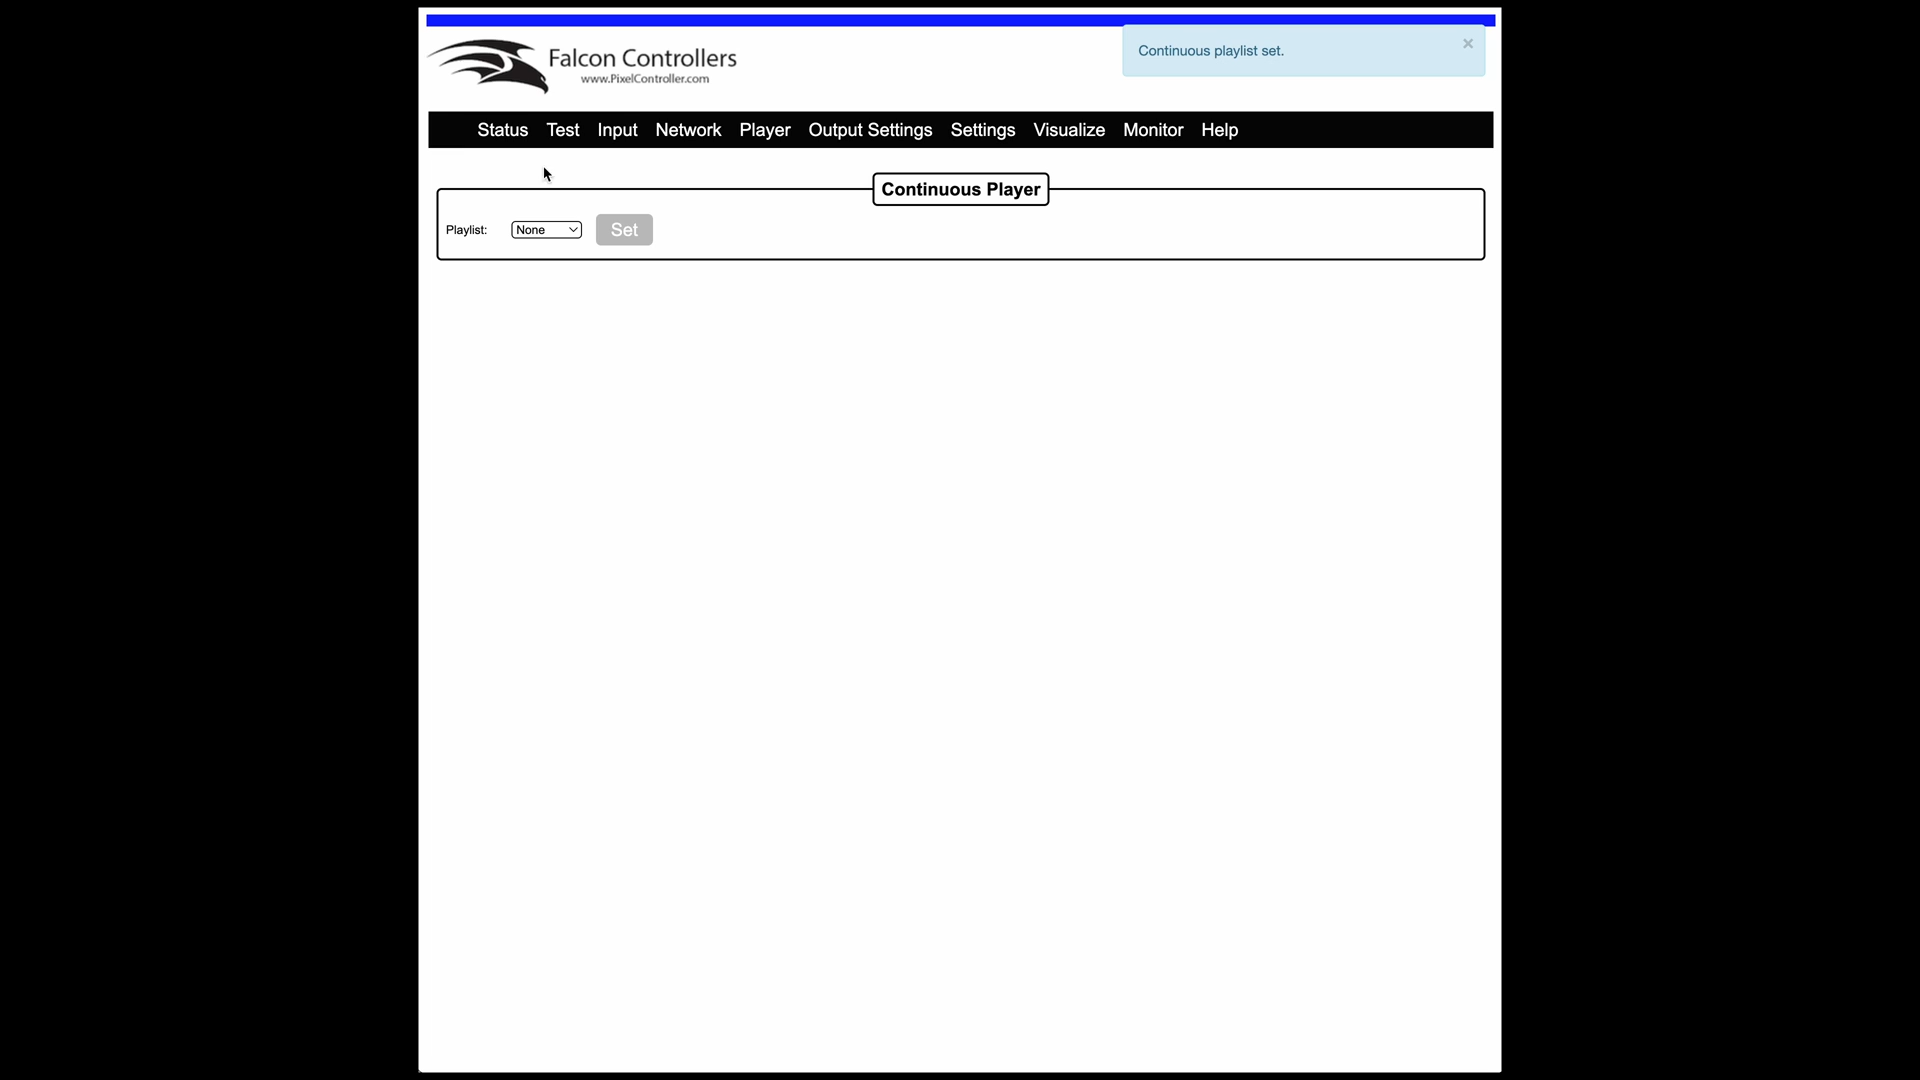 Falcon Controllers
www.PixelController.com
Continuous playlist set.
×
Status Test Input Network Player Output Settings Settings Visualize Monitor Help
Continuous Player
Playlist: None Set